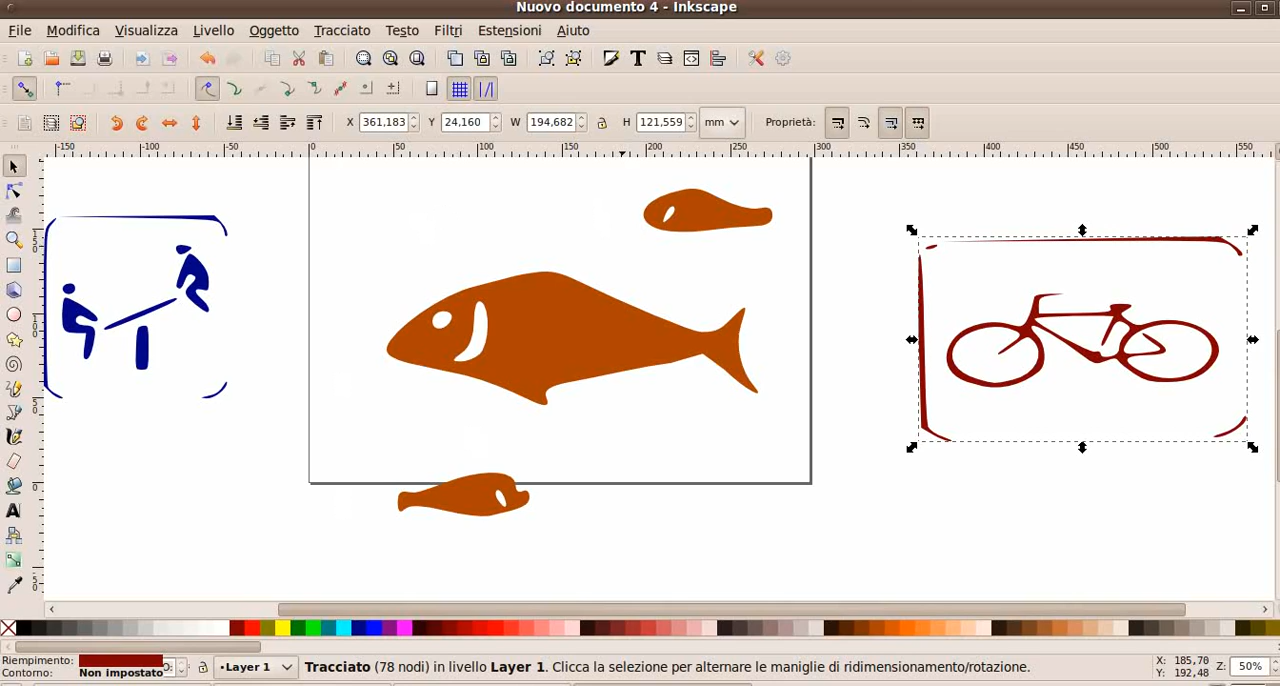 Nuovo documento 4 - Inkscape
File Modifica Visualizza Livello Oggetto Tracciato Testo Filtri Estensioni Aiuto
X 361,183 Y 24,160 W 194,682 H 121,559 mm Proprietà:
-150 -100 -50 0 50 100 150 200 250 300 350 400 450 500 550
Riempimento:
Contorno: Non impostato
O:
•Layer 1
Tracciato (78 nodi) in livello Layer 1. Clicca la selezione per alternare le maniglie di ridimensionamento/rotazione.
X: 185,70
Y: 192,48
Z: 50%